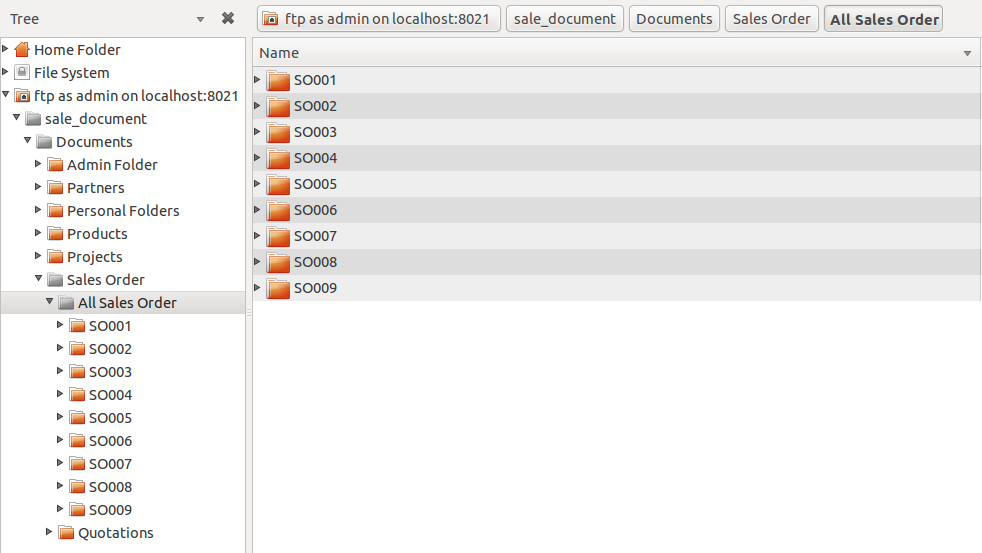 Tree
Home Folder
File System
ftp as admin on localhost:8021
sale_document
Documents
Admin Folder
Partners
Personal Folders
Products
Projects
Sales Order
All Sales Order
SO001
SO002
SO003
SO004
SO005
SO006
SO007
SO008
SO009
Quotations
ftp as admin on localhost:8021 sale_document Documents Sales Order All Sales Order
Name
SO001
SO002
SO003
SO004
SO005
SO006
SO007
SO008
SO009